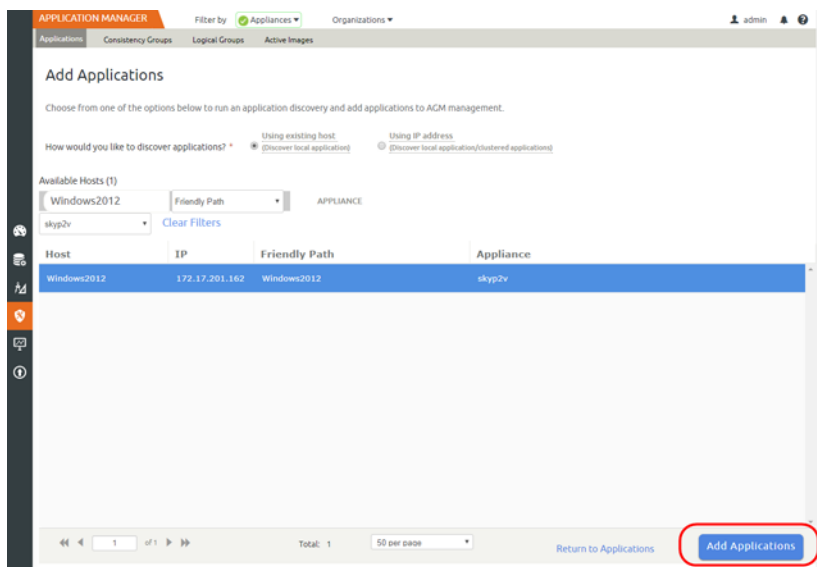 APPLICATION MANAGER Filter by Appliances ▾ Organizations ▾ admin
Applications Consistency Groups Logical Groups Active Images
Add Applications
Choose from one of the options below to run an application discovery and add applications to AGM management.
How would you like to discover applications? * Using existing host (Discover local application) Using IP address (Discover local application/clustered applications)
Available Hosts (1)
Windows2012 Friendly Path APPLIANCE
skyp2v Clear Filters
Host IP Friendly Path Appliance
Windows2012 172.17.201.162 Windows2012 skyp2v
1 of 1 Total: 1 50 per page Return to Applications Add Applications